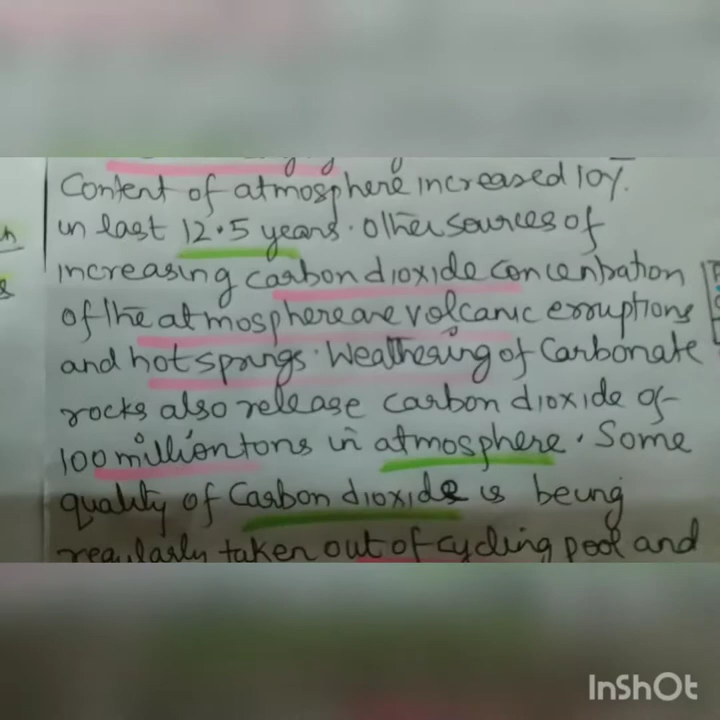 Content of atmosphere increased 10%.
in last 12.5 years. Other sources of
increasing carbon dioxide concentration
of the atmosphere are volcanic erruptions
and hot springs. Weathering of Carbonate
rocks also release carbon dioxide of
100 million tons in atmosphere. Some
quality of Carbon dioxide is being
regularly taken out of cycling pool and
InShOt